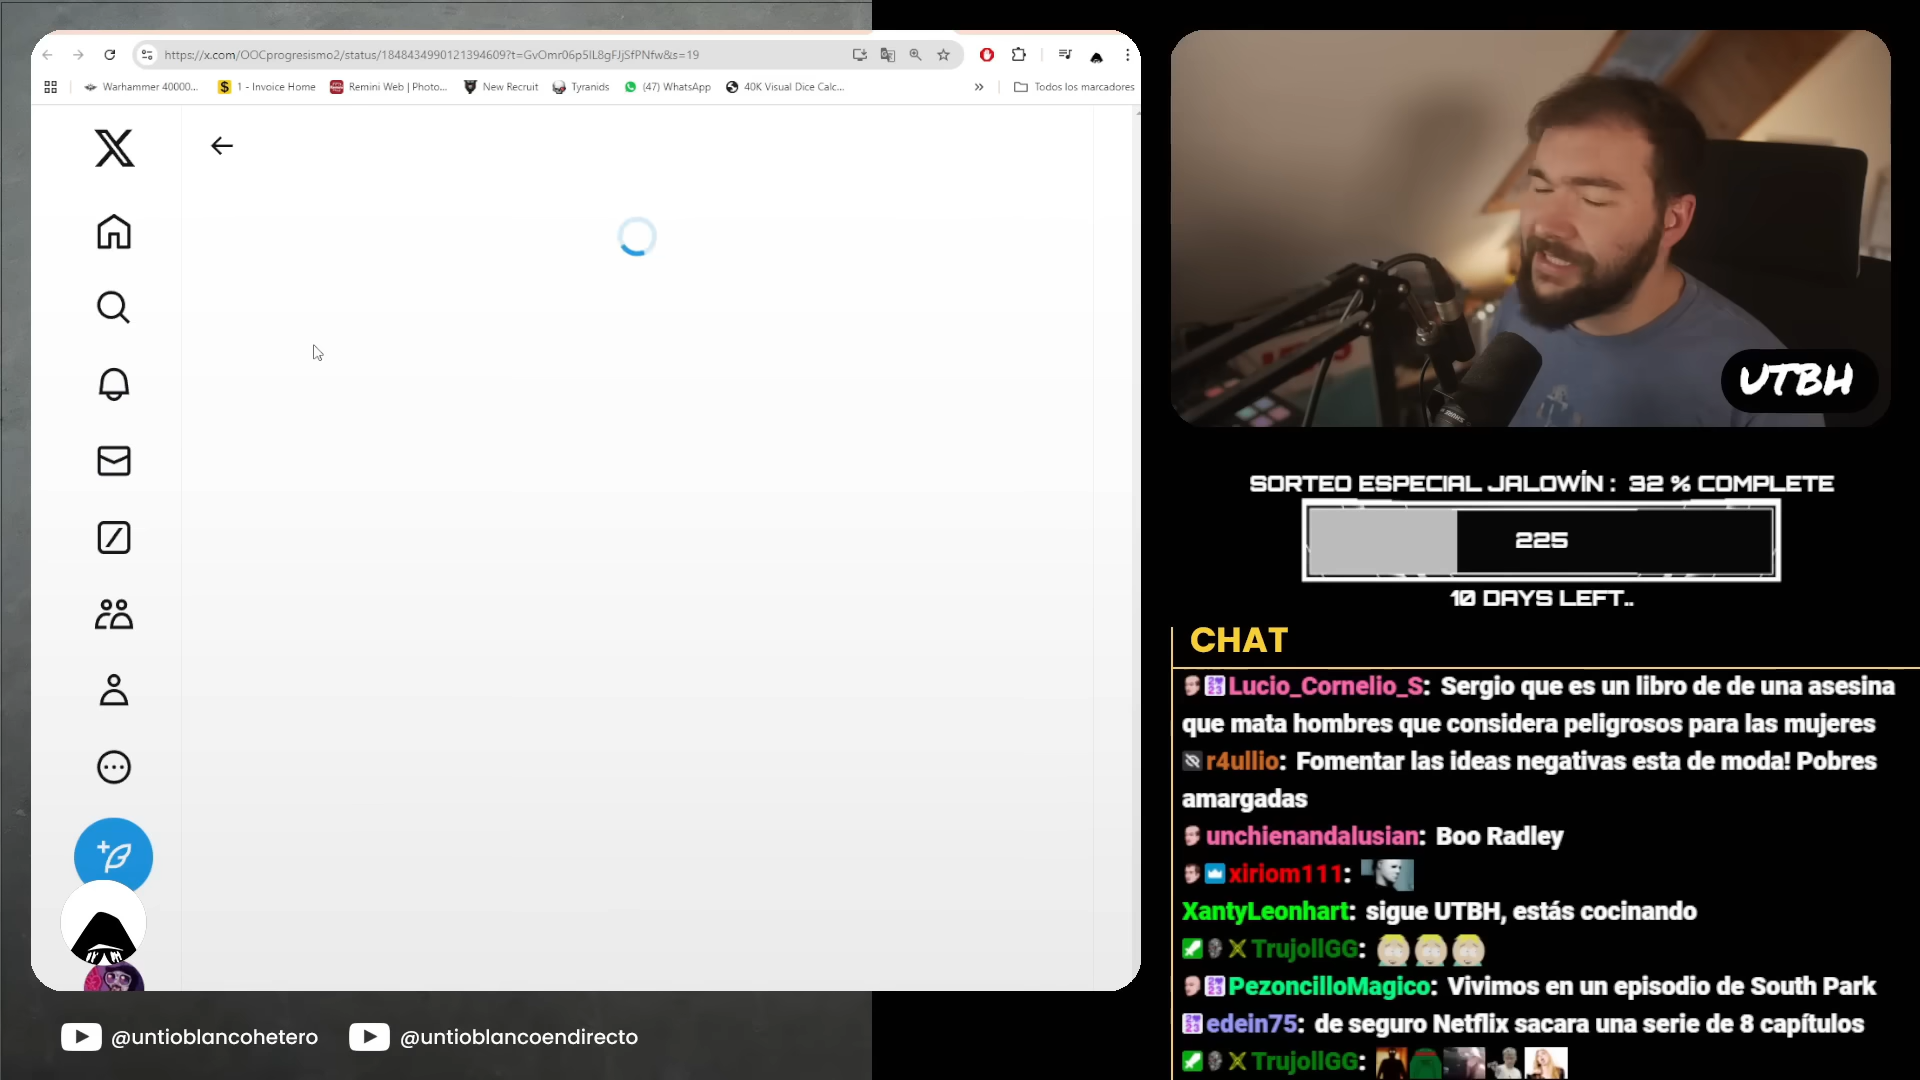 https://x.com/OOCprogresismo2/status/1848434990121394609?t=GvOmr06p5IL8gFJjSfPNfw&s=19
Warhammer 40000...
1 - Invoice Home
Remini Web | Photo...
New Recruit
Tyranids
(47) WhatsApp
40K Visual Dice Calc...
»
Todos los marcadores
UTBH
SORTEO ESPECIAL JALOWÍN : 32 % COMPLETE
225
10 DAYS LEFT..
CHAT
Lucio_Cornelio_S: Sergio que es un libro de de una asesina
que mata hombres que considera peligrosos para las mujeres
r4ullio: Fomentar las ideas negativas esta de moda! Pobres
amargadas
unchienandalusian: Boo Radley
xiriom111:
XantyLeonhart: sigue UTBH, estás cocinando
TrujollGG:
PezoncilloMagico: Vivimos en un episodio de South Park
edein75: de seguro Netflix sacara una serie de 8 capítulos
TrujollGG:
@untioblancohetero
@untioblancoendirecto